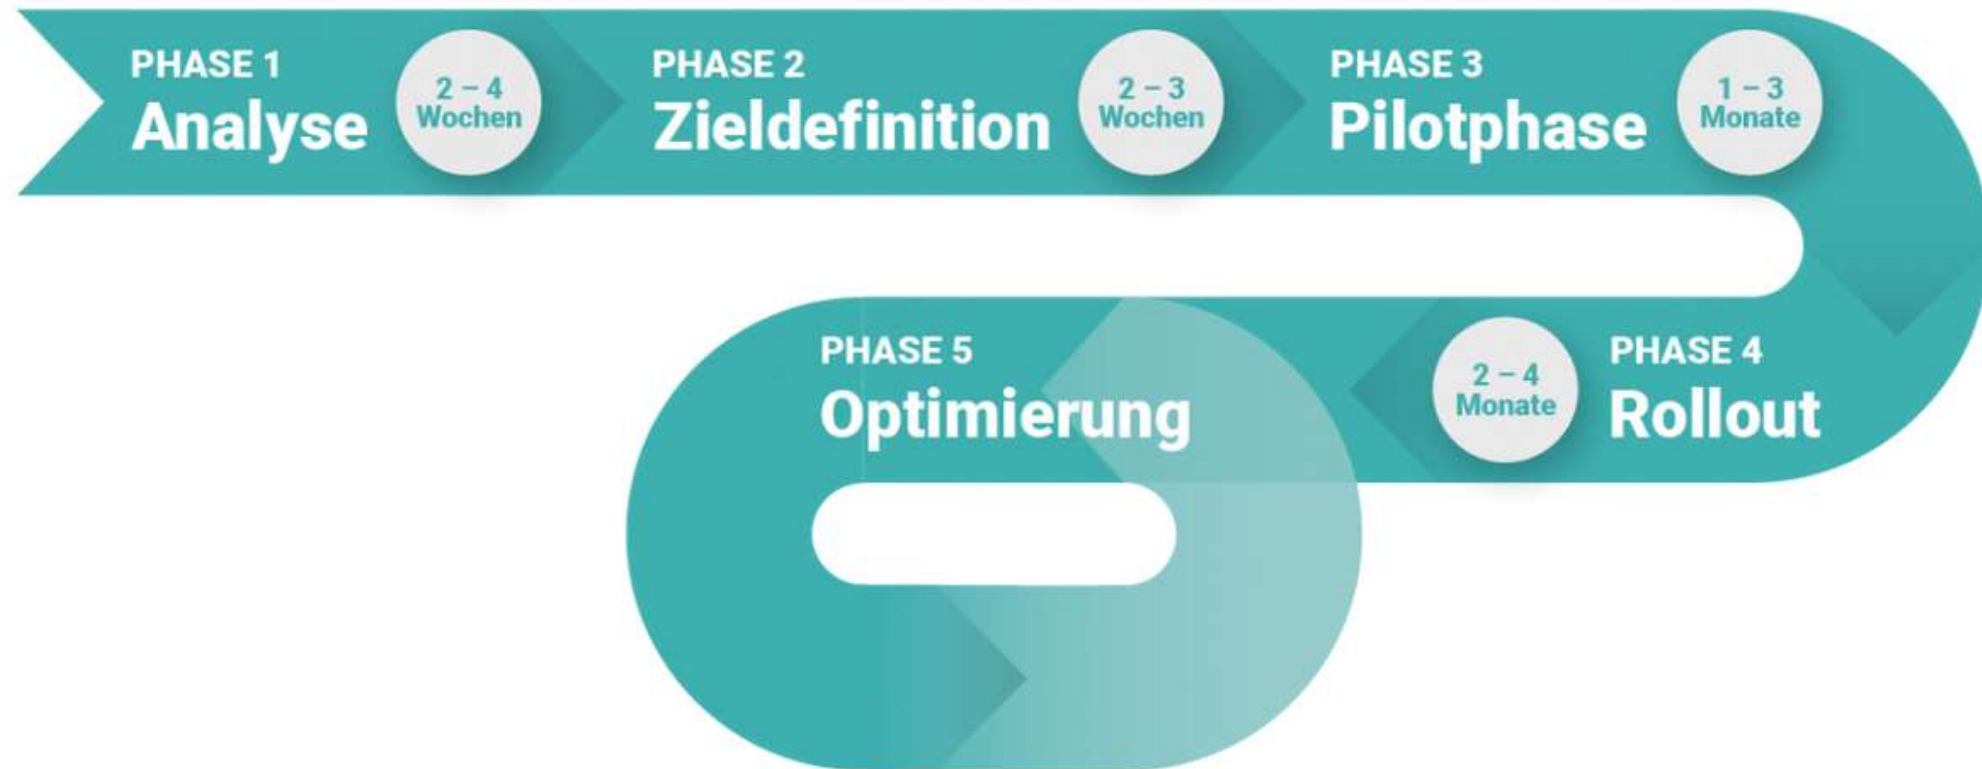 PHASE 1
Analyse
2 – 4
Wochen
PHASE 2
Zieldefinition
2 – 3
Wochen
PHASE 3
Pilotphase
1 – 3
Monate
PHASE 4
Rollout
2 – 4
Monate
PHASE 5
Optimierung